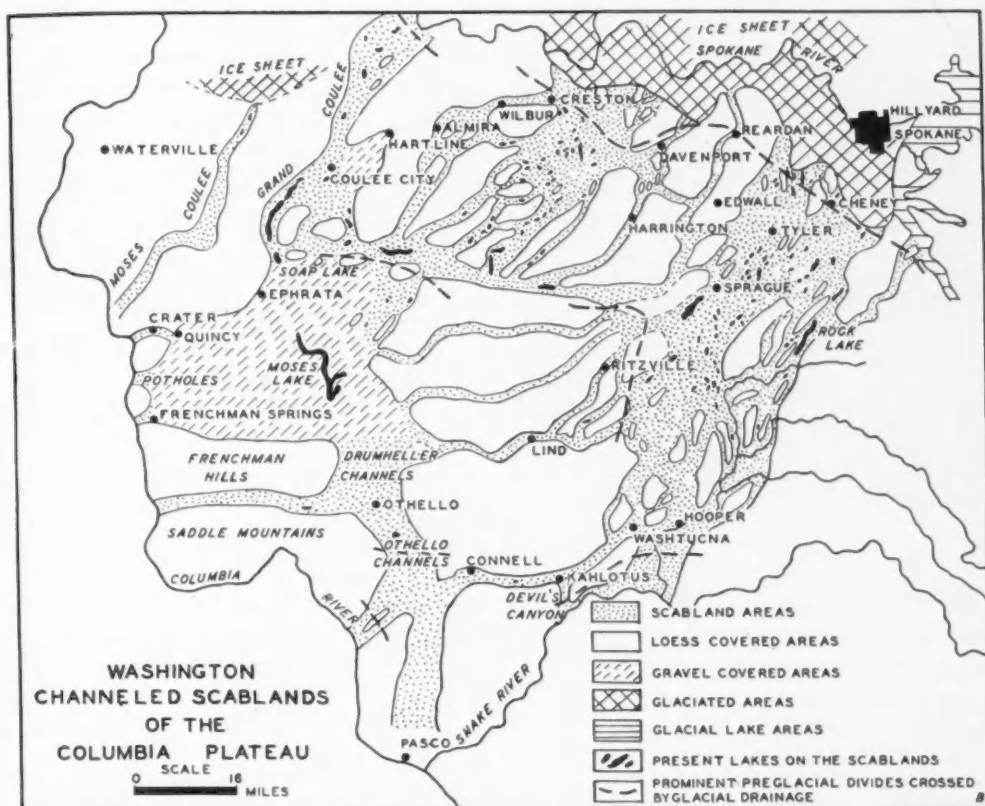 ICE SHEET
SPOKANE
RIVER
ICE SHEET
COULEE
CRESTON
WILBUR
ALMIRA
HARTLINE
HILLYARD
SPOKANE
REARDAN
DAVENPORT
WATERVILLE
COULEE CITY
GRAND
COULEE
MOSES
EDWALL
CHENEY
HARRINGTON
TYLER
SOAP LAKE
EPHRATA
SPRAGUE
CRATER
QUINCY
ROCK
LAKE
MOSES
LAKE
RITZVILLE
POTHOLES
FRENCHMAN SPRINGS
LIND
FRENCHMAN
HILLS
DRUMHELLER
CHANNELS
OTHELLO
SADDLE MOUNTAINS
HOOPER
WASHTUCNA
OTHELLO
CHANNELS
CONNELL
COLUMBIA
RIVER
KAHLOTUS
DEVIL'S
CANYON
SNAKE RIVER
PASCO
WASHINGTON
CHANNELED SCABLANDS
OF THE
COLUMBIA PLATEAU
SCALE
0 16
MILES
SCABLAND AREAS
LOESS COVERED AREAS
GRAVEL COVERED AREAS
GLACIATED AREAS
GLACIAL LAKE AREAS
PRESENT LAKES ON THE SCABLANDS
PROMINENT PREGLACIAL DIVIDES CROSSED
BY GLACIAL DRAINAGE